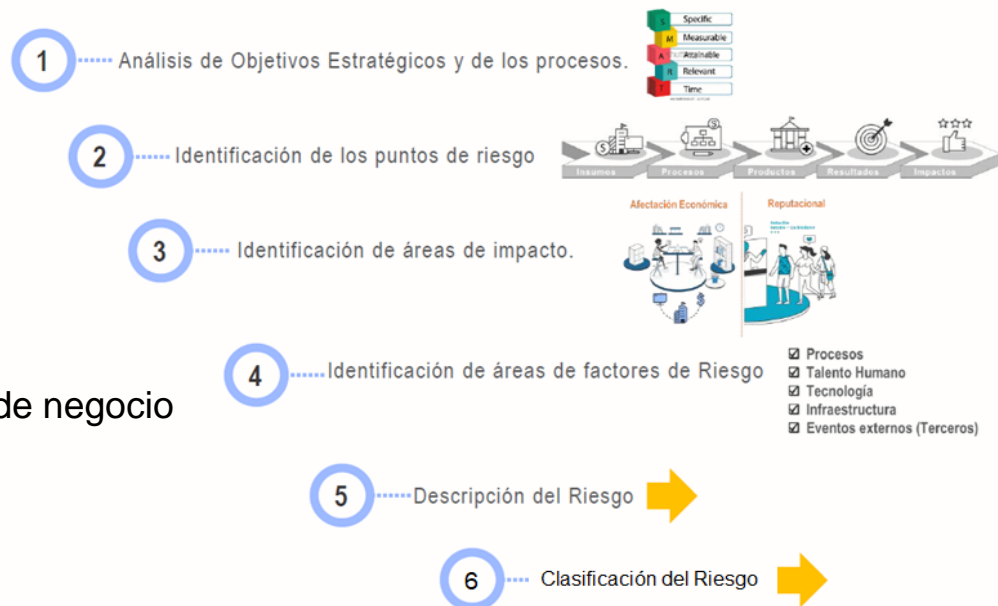 1
Análisis de Objetivos Estratégicos y de los procesos.
S Specific
M Measurable
A Attainable
R Relevant
T Time
2
Identificación de los puntos de riesgo
Insumos Procesos Productos Resultados Impactos
3
Identificación de áreas de impacto.
Afectación Económica
Reputacional
4
Identificación de áreas de factores de Riesgo
☑ Procesos
☑ Talento Humano
☑ Tecnología
☑ Infraestructura
☑ Eventos externos (Terceros)
de negocio
5
Descripción del Riesgo
6
Clasificación del Riesgo